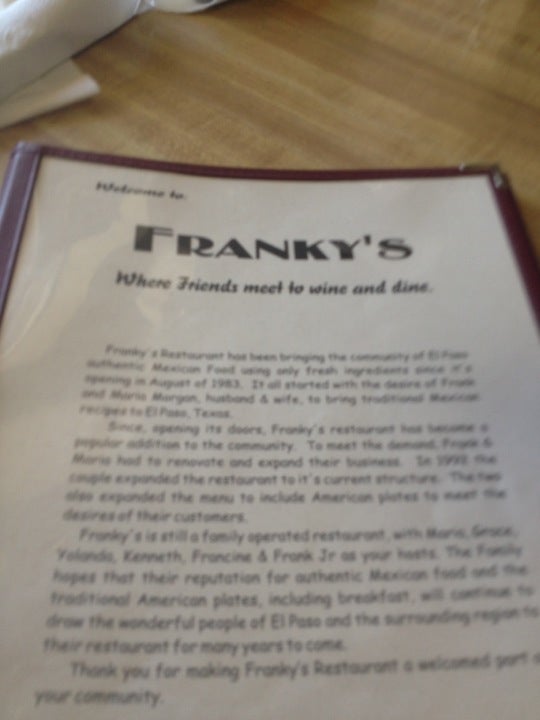 Welcome to.
FRANKY'S
Where Friends meet to wine and dine.
Franky's Restaurant has been bringing the community of El Paso
authentic Mexican Food using only fresh ingredients since it's
opening in August of 1983. It all started with the desire of Frank
and Maria Morgan, husband & wife, to bring traditional Mexican
recipes to El Paso, Texas.
Since, opening its doors, Franky's restaurant has become a
popular addition to the community. To meet the demand, Frank &
Maria had to renovate and expand their business. In 1992 the
couple expanded the restaurant to it's current structure. The two
also expanded the menu to include American plates to meet the
desires of their customers.
Franky's is still a family operated restaurant, with Maria, Grace,
Yolanda, Kenneth, Francine & Frank Jr as your hosts. The Family
hopes that their reputation for authentic Mexican food and the
traditional American plates, including breakfast, will continue to
draw the wonderful people of El Paso and the surrounding region to
their restaurant for many years to come.
Thank you for making Franky's Restaurant a welcomed part of
your community.